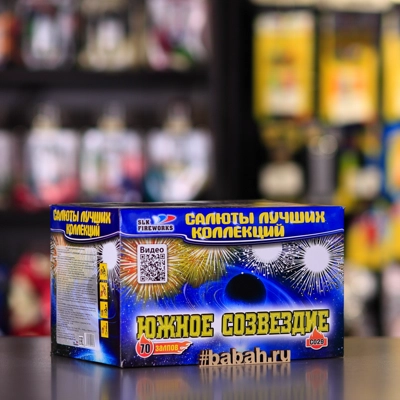 SLK
FIREWORKS
САЛЮТЫ ЛУЧШИХ
КОЛЛЕКЦИЙ
САЛЮТЫ ЛУЧШИХ
КОЛЛЕКЦИЙ
Видео
ЮЖНОЕ СОЗВЕЗДИЕ
70 ЗАЛПОВ
#babah.ru